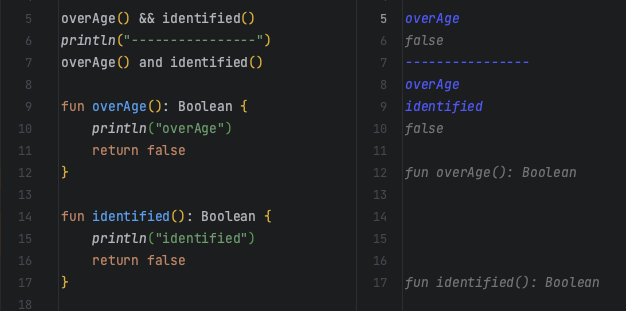 5 overAge() && identified()
6 println("----------------")
7 overAge() and identified()
8
9 fun overAge(): Boolean {
10 println("overAge")
11 return false
12 }
13
14 fun identified(): Boolean {
15 println("identified")
16 return false
17 }
18
5 overAge
6 false
7 ----------------
8 overAge
9 identified
10 false
11
12 fun overAge(): Boolean
13
14
15
16
17 fun identified(): Boolean